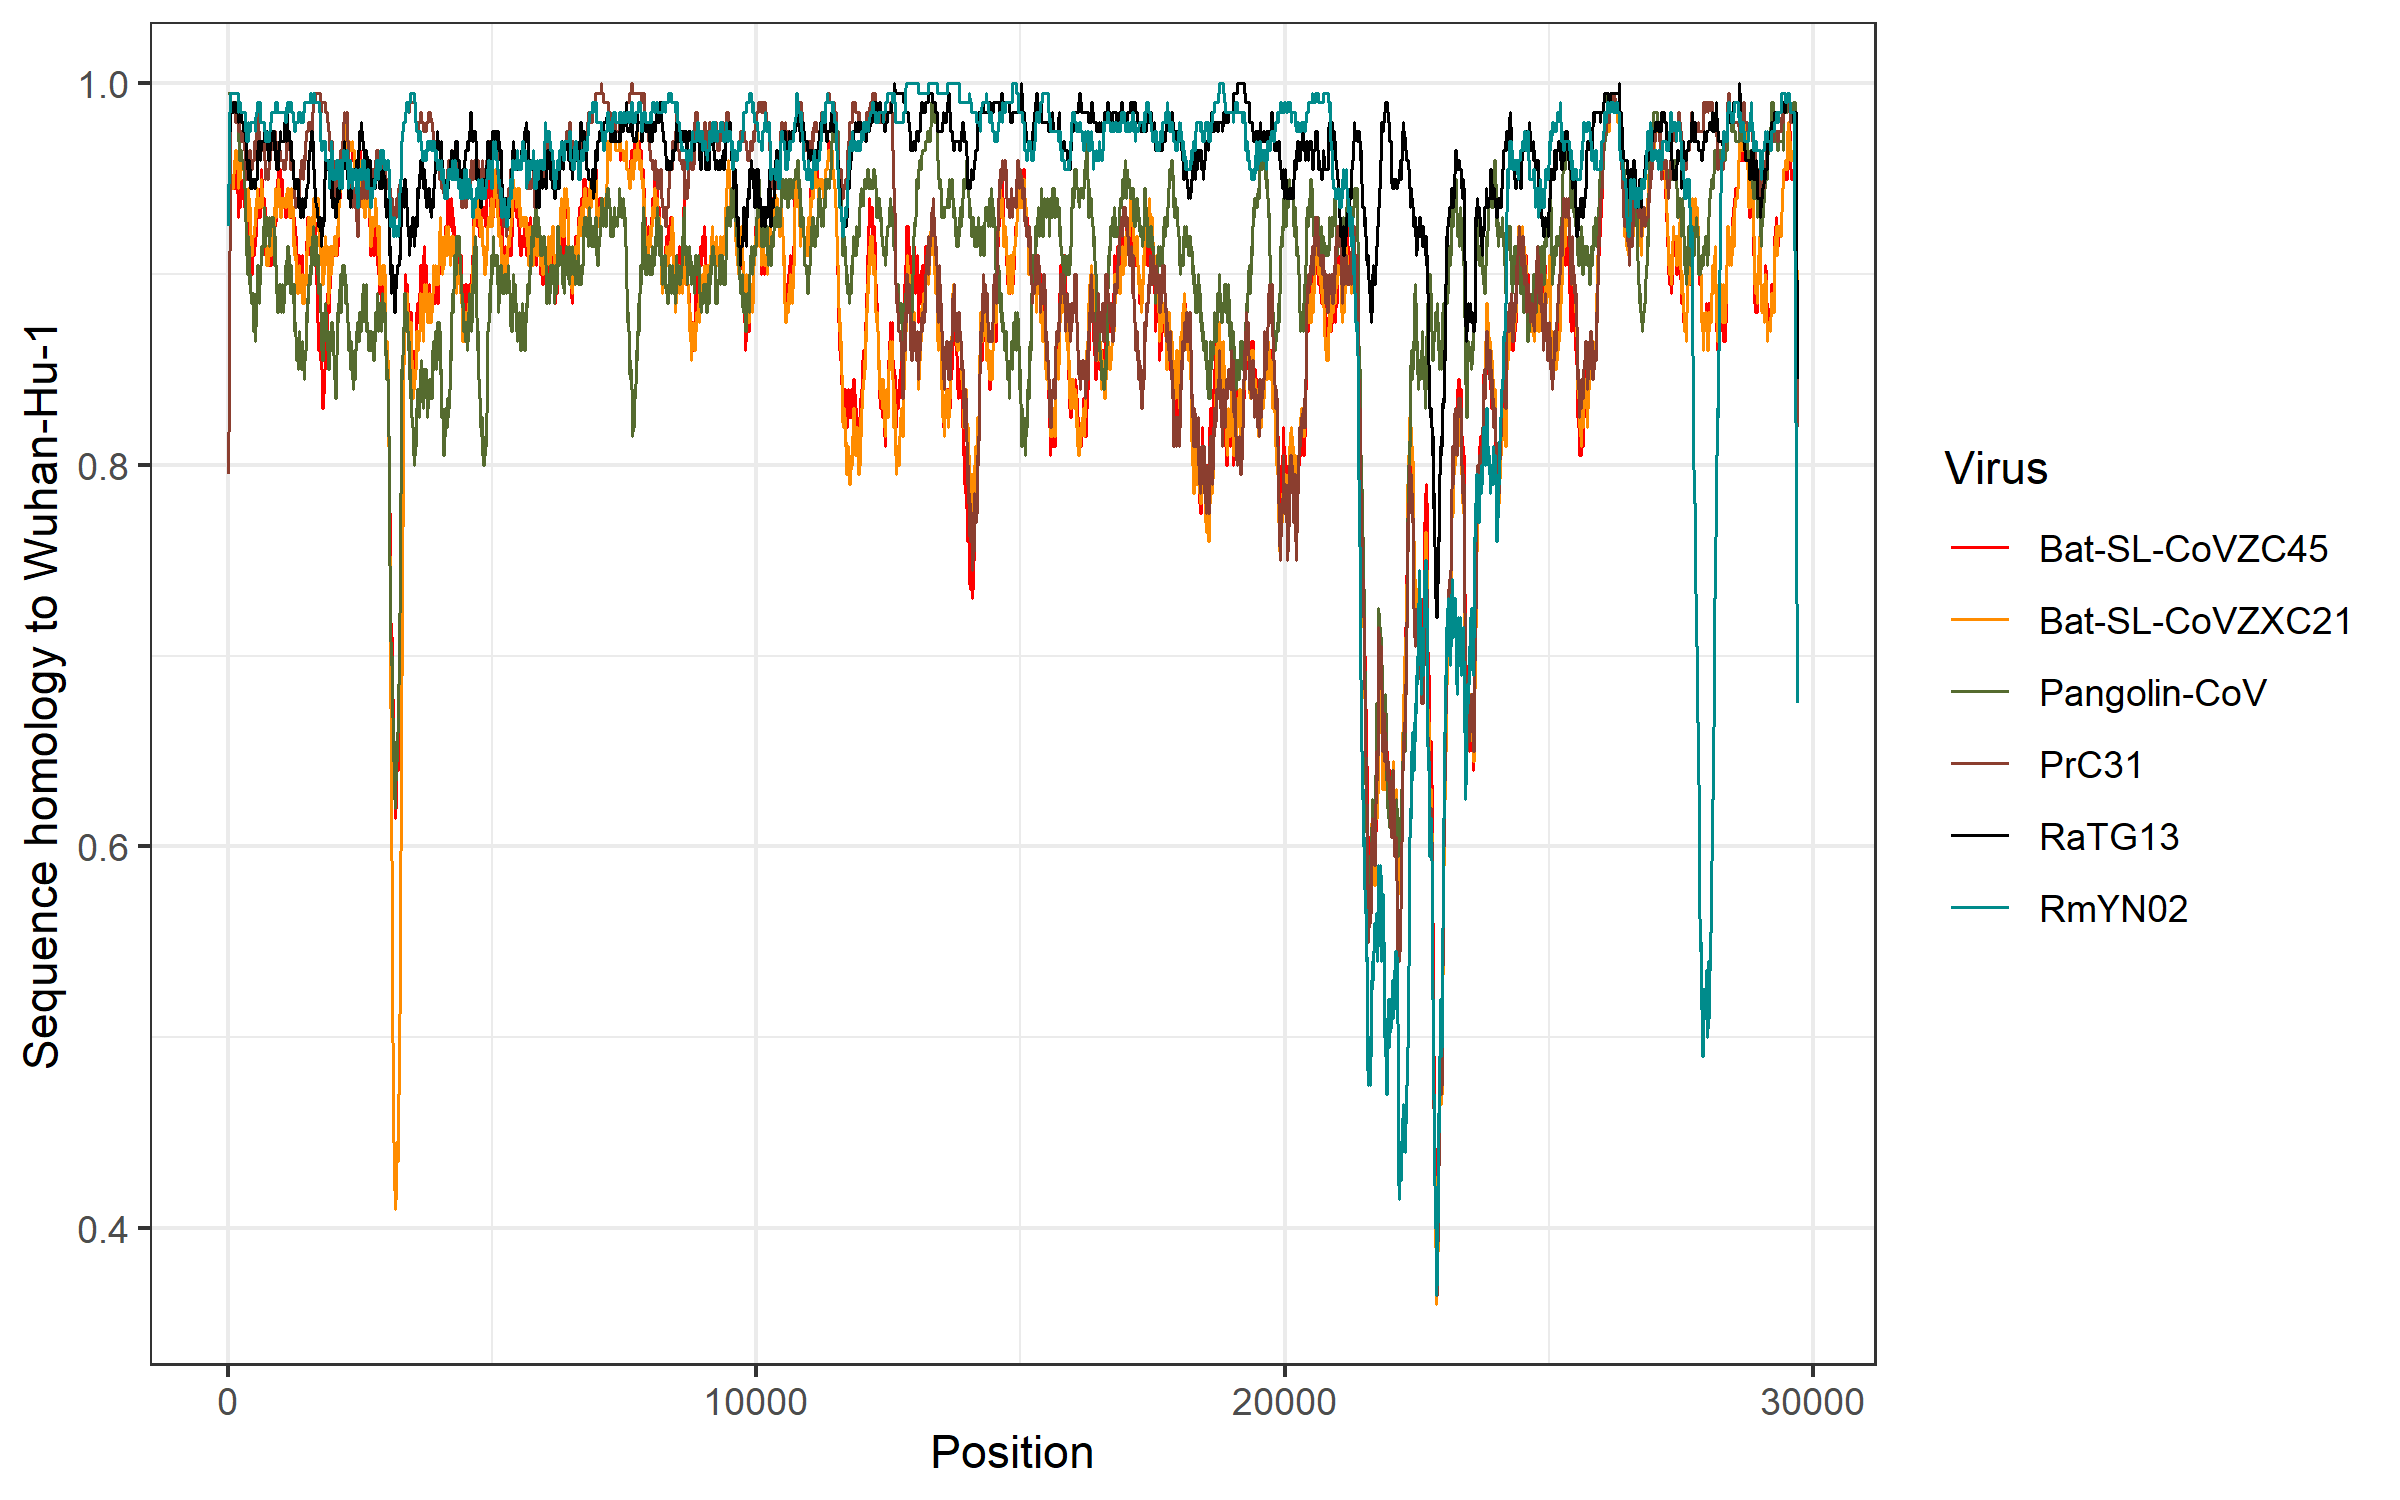 Sequence homology to Wuhan-Hu-1
1.0
0.8
0.6
0.4
0
10000
20000
30000
Position
Virus
Bat-SL-CoVZC45
Bat-SL-CoVZXC21
Pangolin-CoV
PrC31
RaTG13
RmYN02